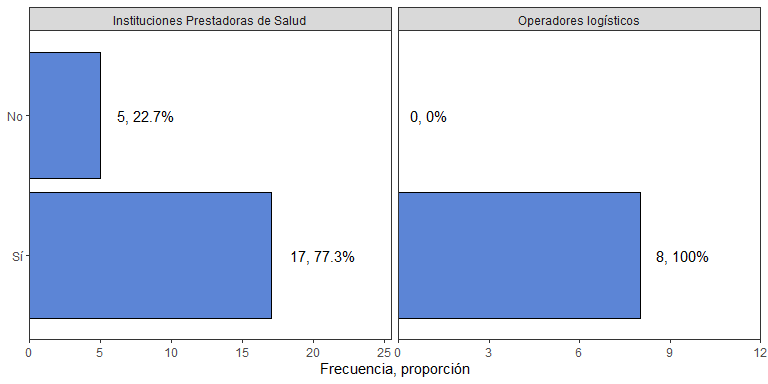 Instituciones Prestadoras de Salud
Operadores logísticos
No
5, 22.7%
0, 0%
Sí
17, 77.3%
8, 100%
0 5 10 15 20 25
0 3 6 9 12
Frecuencia, proporción